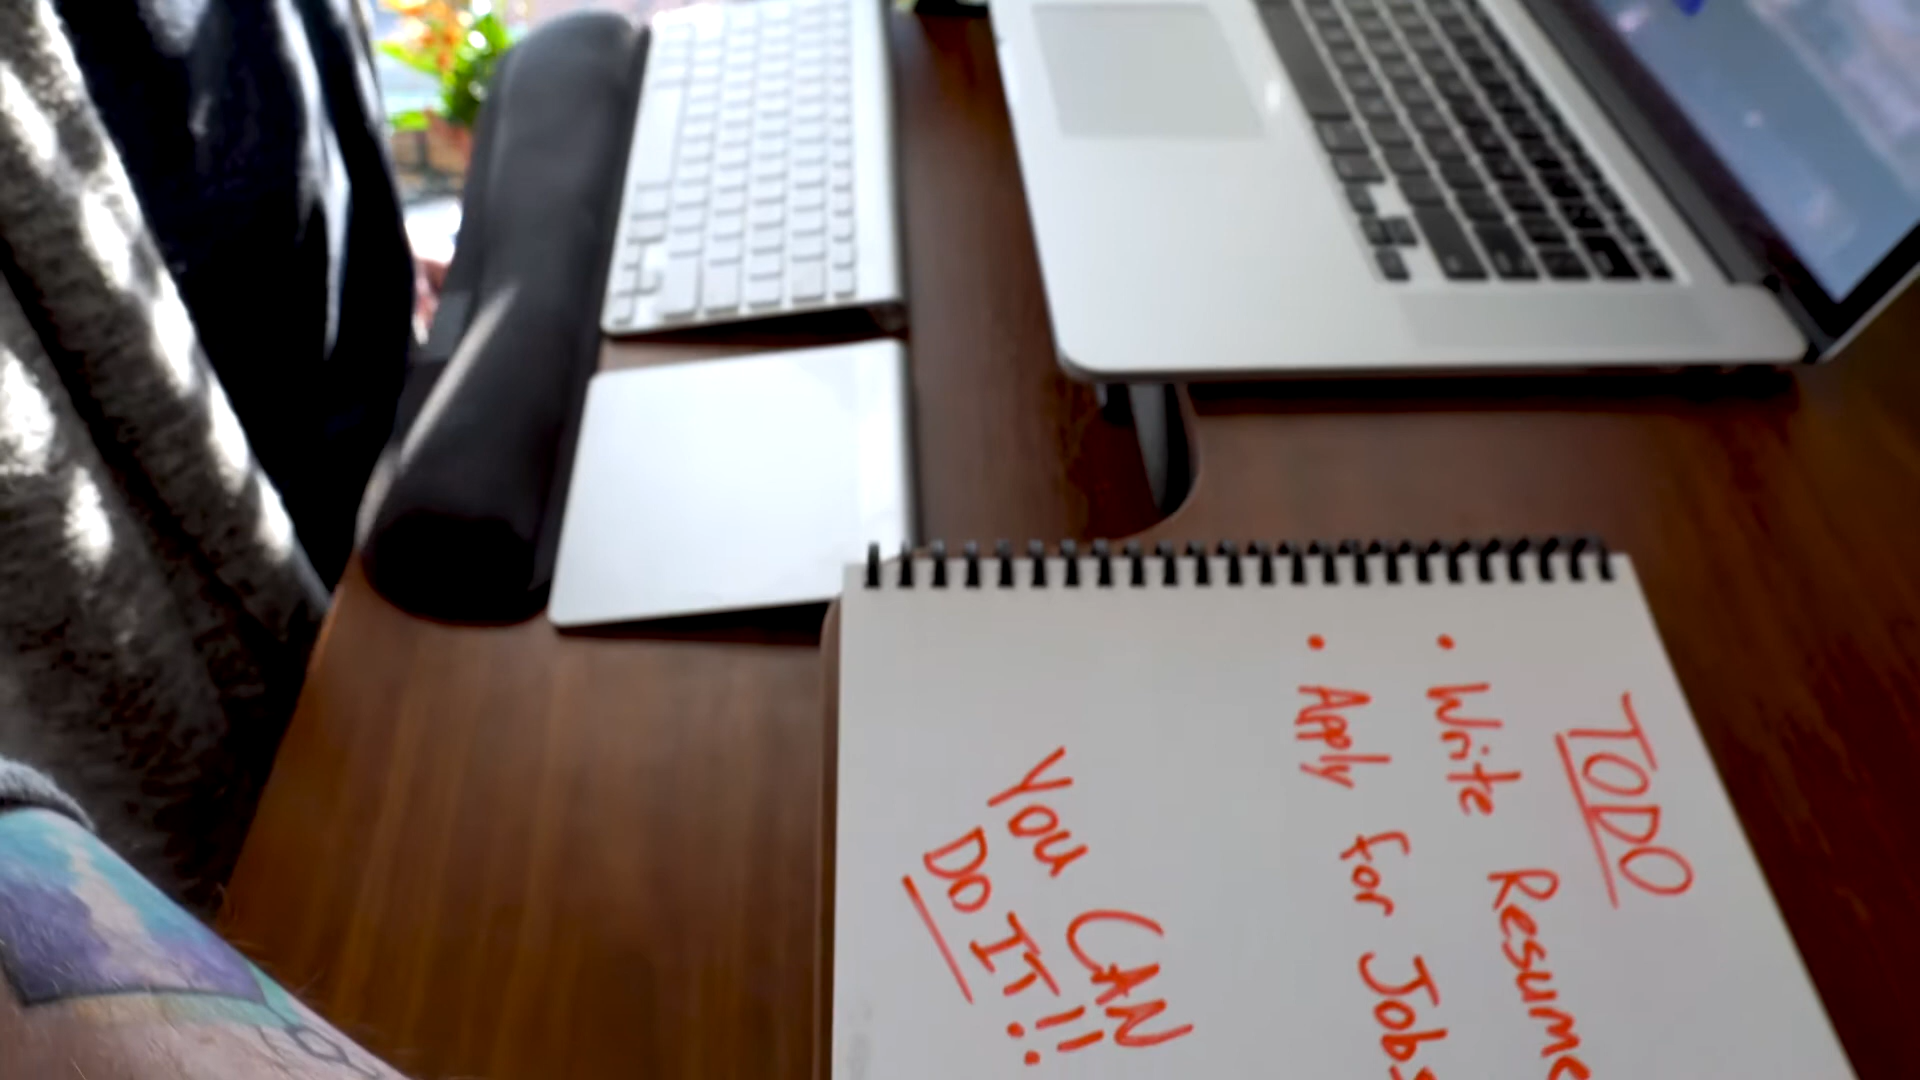 TODO
• Write Resume
• Apply for Jobs
You CAN
DO IT!!